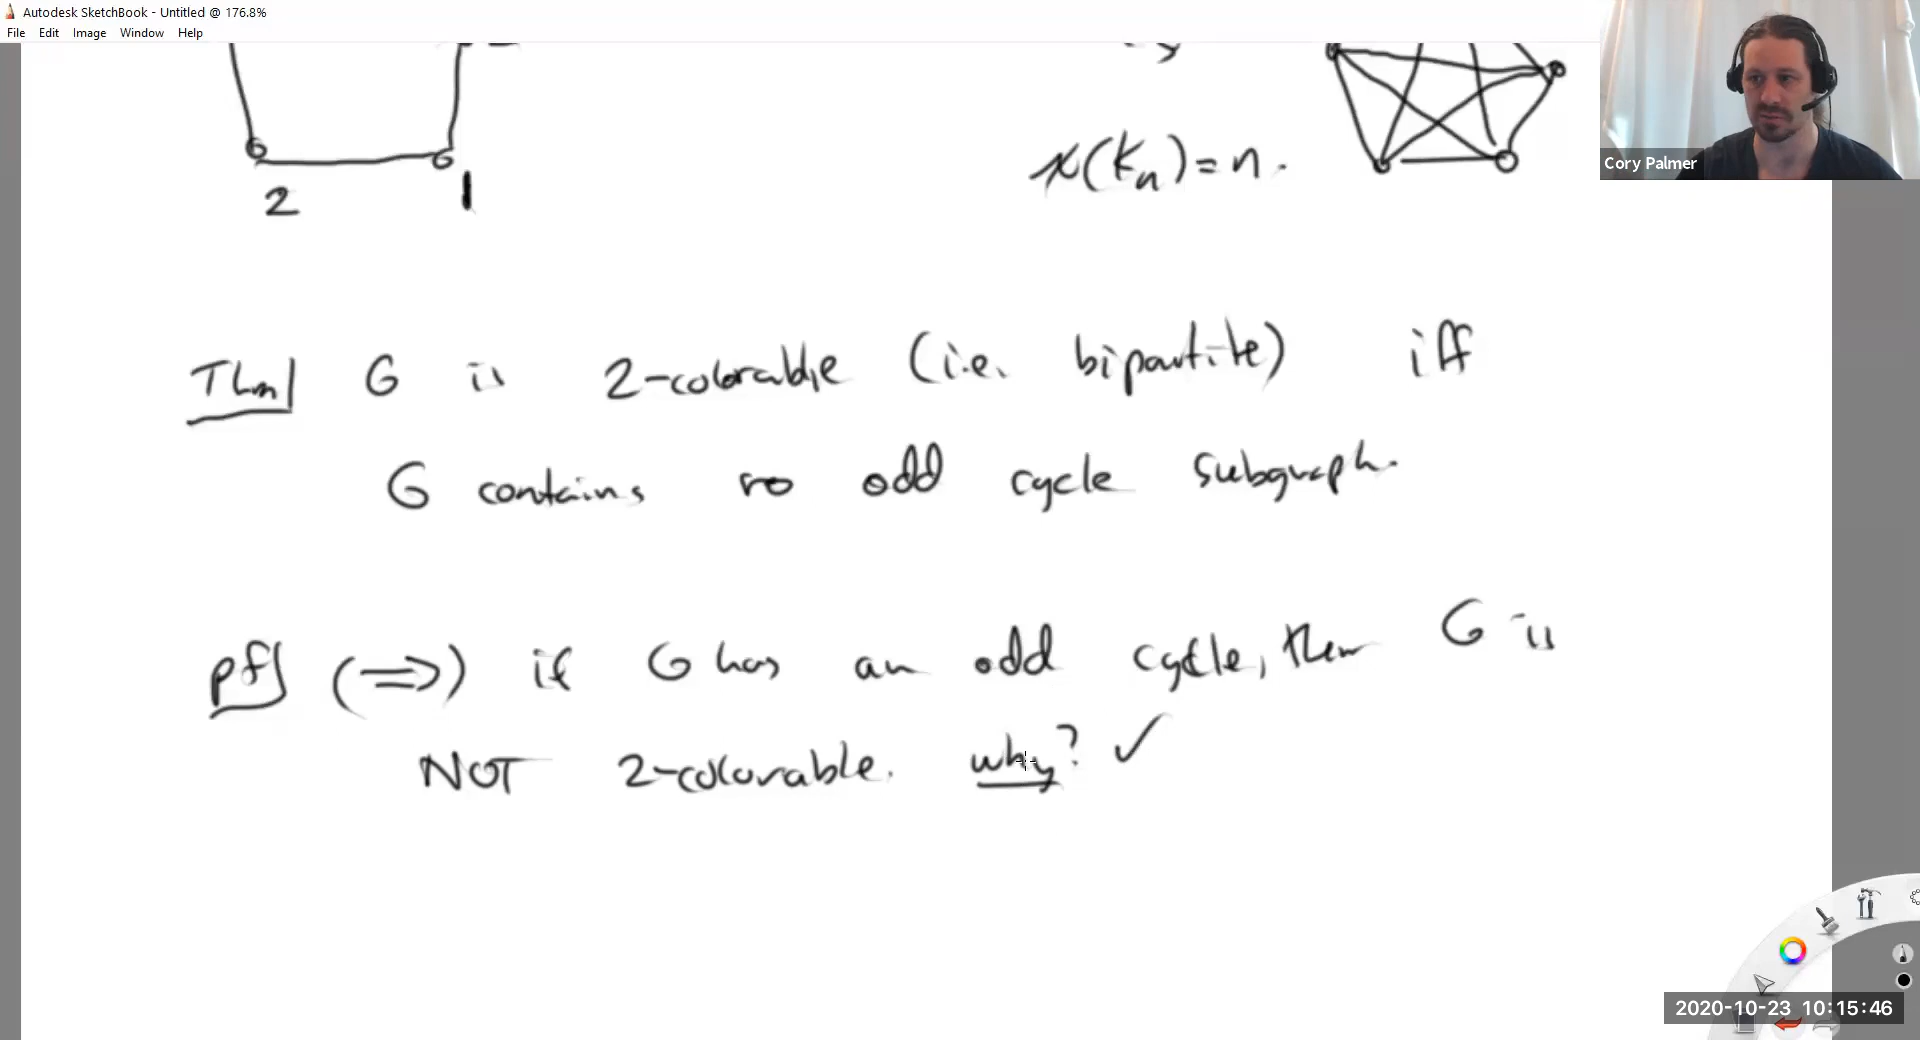 Autodesk SketchBook - Untitled @ 176.8%
File Edit Image Window Help
2 1
χ(Kn)=n.
Cory Palmer
Thm G is 2-colorable (i.e. bipartite) iff
G contains no odd cycle subgraph.
pf (⇒) if G has an odd cycle, then G is
NOT 2-colorable. why? ✓
2020-10-23 10:15:46